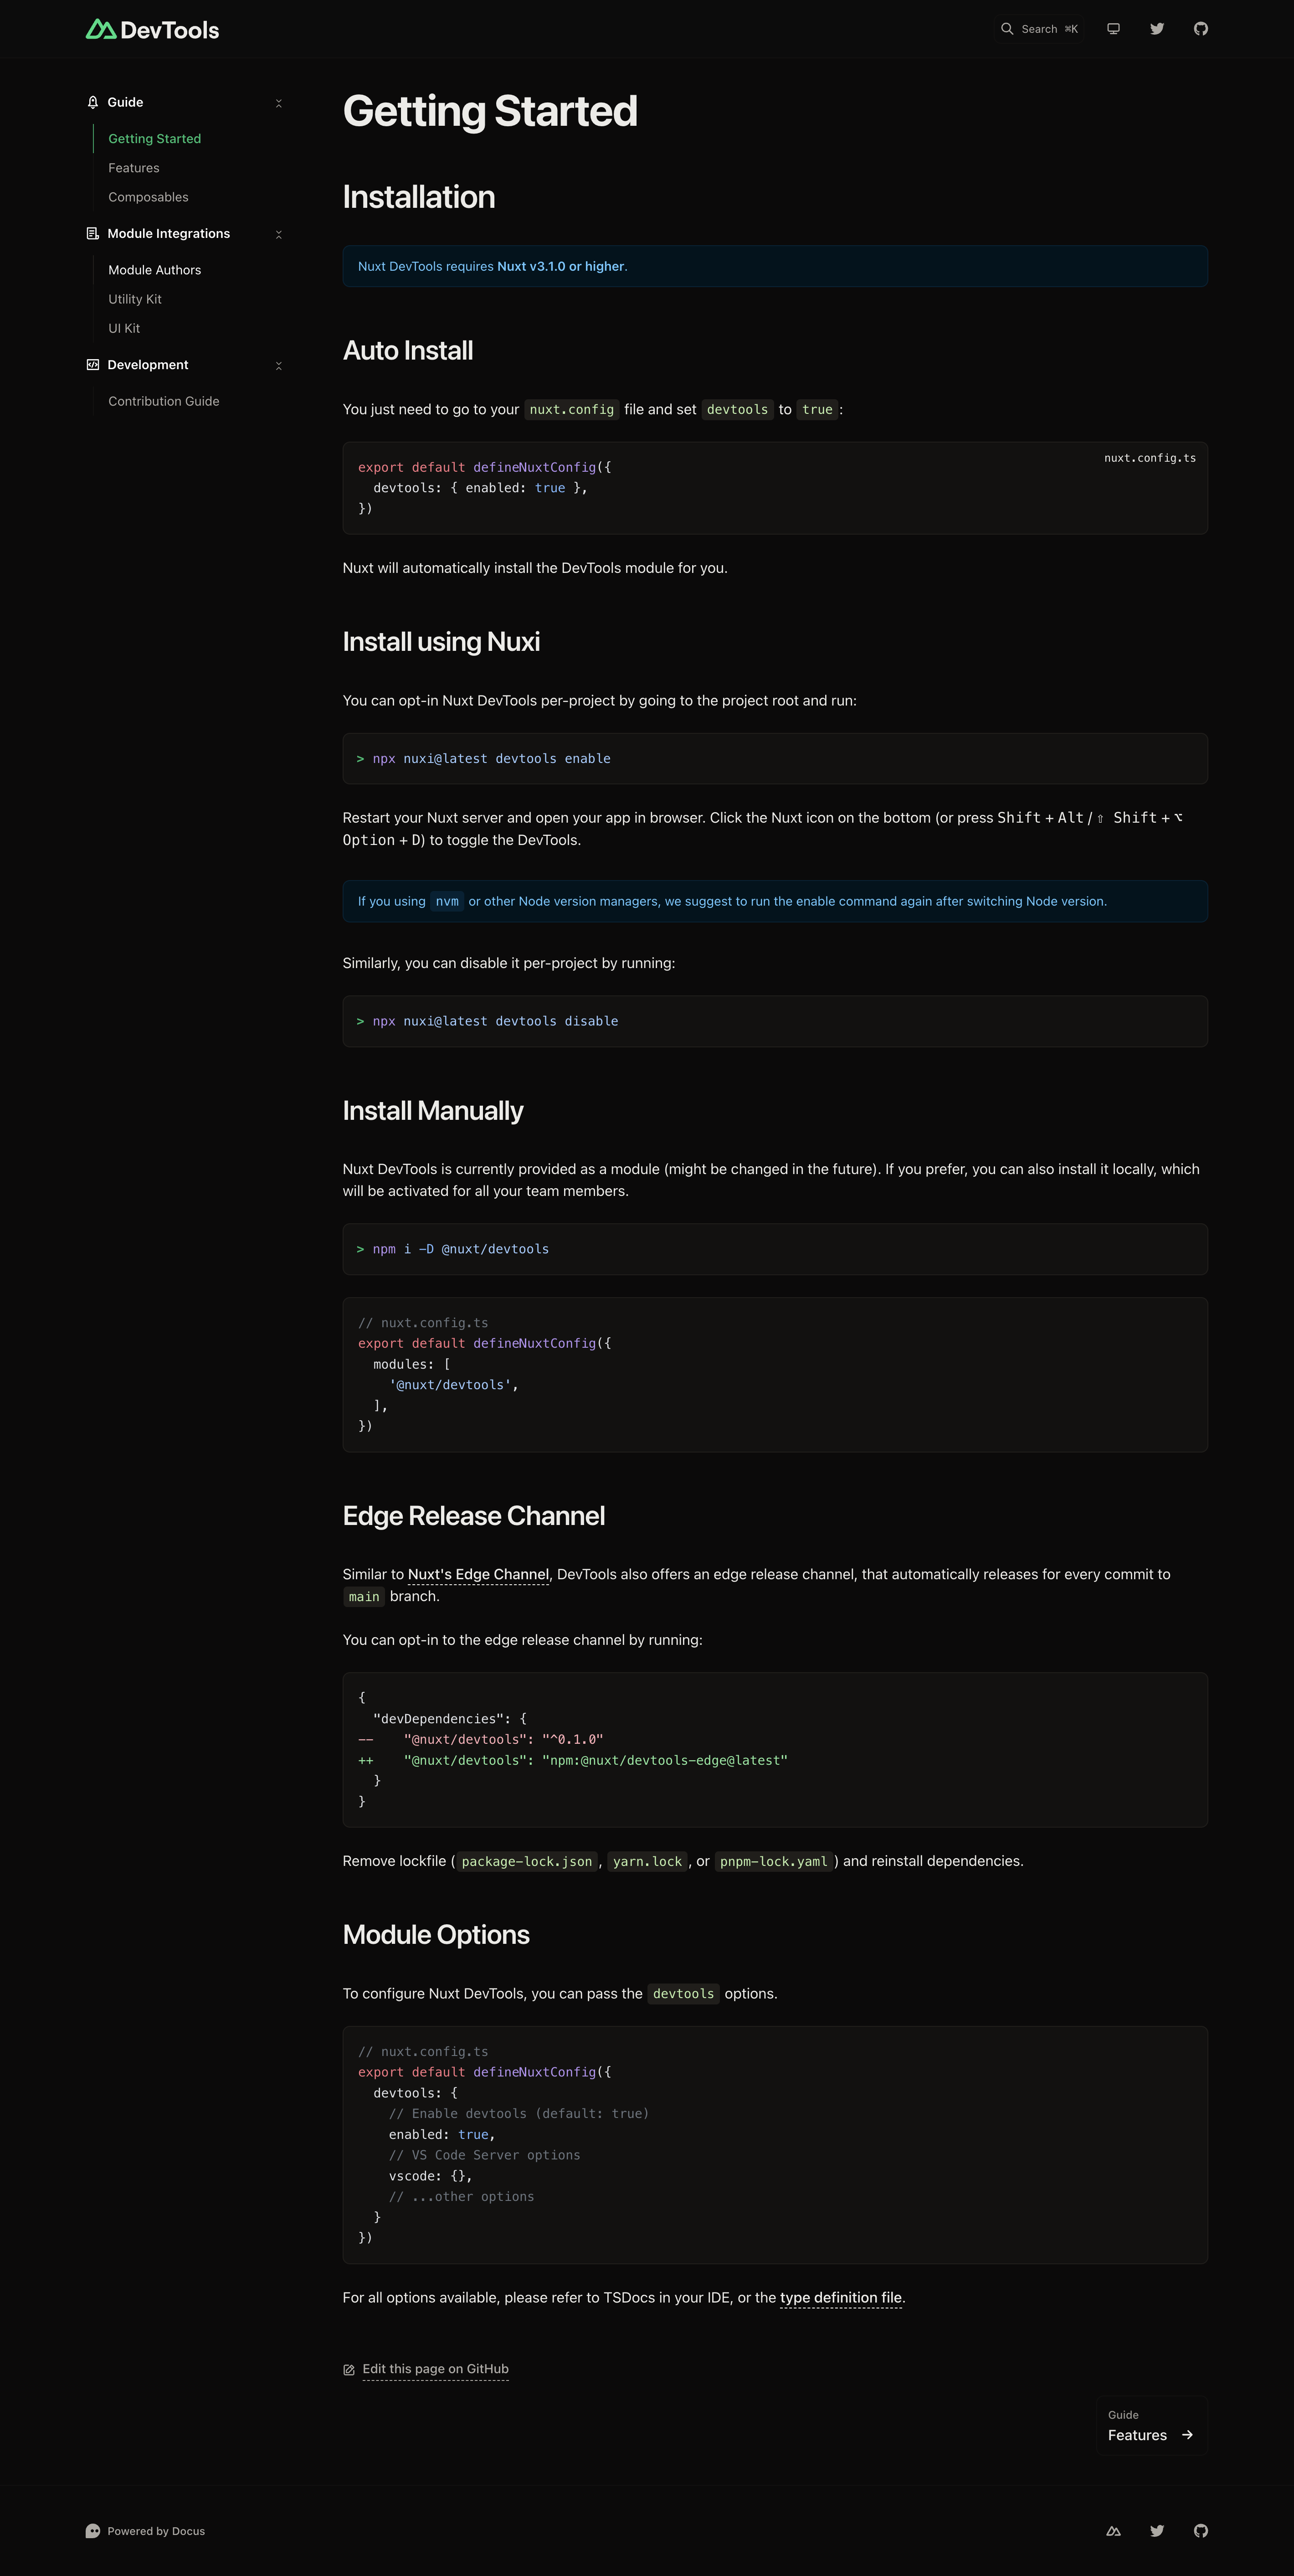 DevTools
Search ⌘K
Guide
Getting Started
Features
Composables
Module Integrations
Module Authors
Utility Kit
UI Kit
Development
Contribution Guide
Getting Started
Installation
Nuxt DevTools requires Nuxt v3.1.0 or higher.
Auto Install
You just need to go to your nuxt.config file and set devtools to true :
nuxt.config.ts
export default defineNuxtConfig({
  devtools: { enabled: true },
})
Nuxt will automatically install the DevTools module for you.
Install using Nuxi
You can opt-in Nuxt DevTools per-project by going to the project root and run:
> npx nuxi@latest devtools enable
Restart your Nuxt server and open your app in browser. Click the Nuxt icon on the bottom (or press Shift + Alt / ⇧ Shift + ⌥
Option + D) to toggle the DevTools.
If you using nvm or other Node version managers, we suggest to run the enable command again after switching Node version.
Similarly, you can disable it per-project by running:
> npx nuxi@latest devtools disable
Install Manually
Nuxt DevTools is currently provided as a module (might be changed in the future). If you prefer, you can also install it locally, which
will be activated for all your team members.
> npm i -D @nuxt/devtools
// nuxt.config.ts
export default defineNuxtConfig({
  modules: [
    '@nuxt/devtools',
  ],
})
Edge Release Channel
Similar to Nuxt's Edge Channel, DevTools also offers an edge release channel, that automatically releases for every commit to
main branch.
You can opt-in to the edge release channel by running:
{
  "devDependencies": {
--    "@nuxt/devtools": "^0.1.0"
++    "@nuxt/devtools": "npm:@nuxt/devtools-edge@latest"
  }
}
Remove lockfile ( package-lock.json , yarn.lock , or pnpm-lock.yaml ) and reinstall dependencies.
Module Options
To configure Nuxt DevTools, you can pass the devtools options.
// nuxt.config.ts
export default defineNuxtConfig({
  devtools: {
    // Enable devtools (default: true)
    enabled: true,
    // VS Code Server options
    vscode: {},
    // ...other options
  }
})
For all options available, please refer to TSDocs in your IDE, or the type definition file.
Edit this page on GitHub
Guide
Features →
Powered by Docus